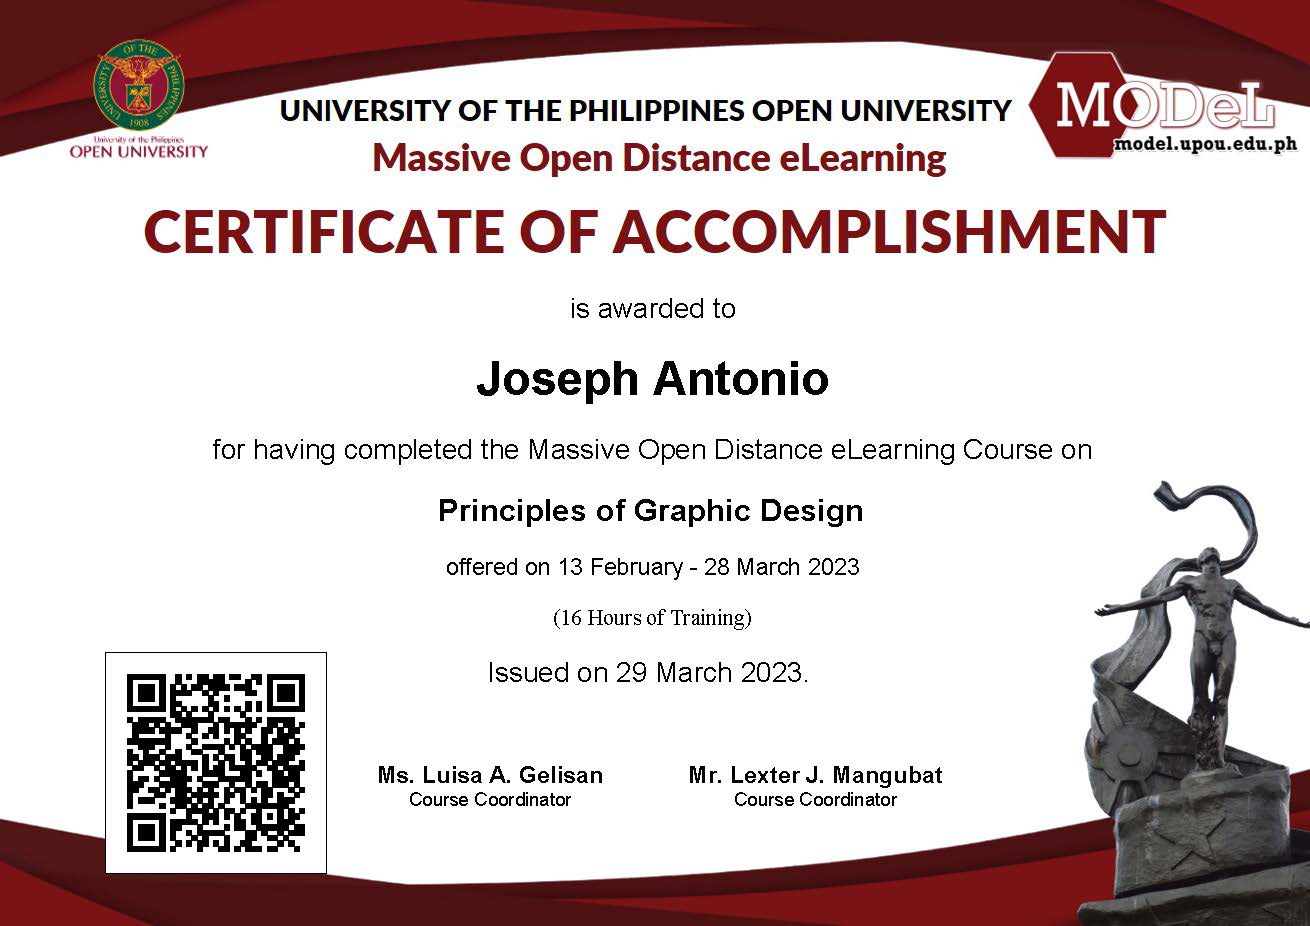 OF THE
UNIVERSITY
PHILIPPINES
1908
University of the Philippines
OPEN UNIVERSITY
UNIVERSITY OF THE PHILIPPINES OPEN UNIVERSITY
Massive Open Distance eLearning
MODeL
model.upou.edu.ph
CERTIFICATE OF ACCOMPLISHMENT
is awarded to
Joseph Antonio
for having completed the Massive Open Distance eLearning Course on
Principles of Graphic Design
offered on 13 February - 28 March 2023
(16 Hours of Training)
Issued on 29 March 2023.
Ms. Luisa A. Gelisan
Course Coordinator
Mr. Lexter J. Mangubat
Course Coordinator